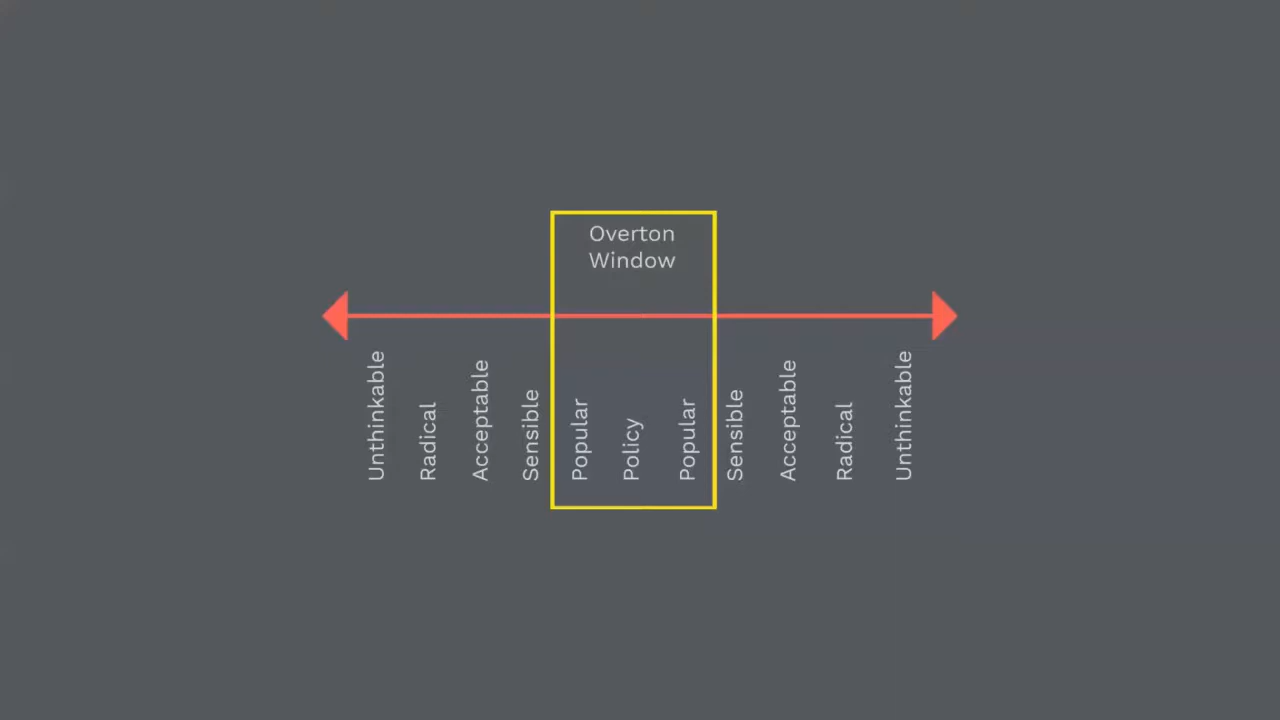 Overton
Window
Unthinkable
Radical
Acceptable
Sensible
Popular
Policy
Popular
Sensible
Acceptable
Radical
Unthinkable